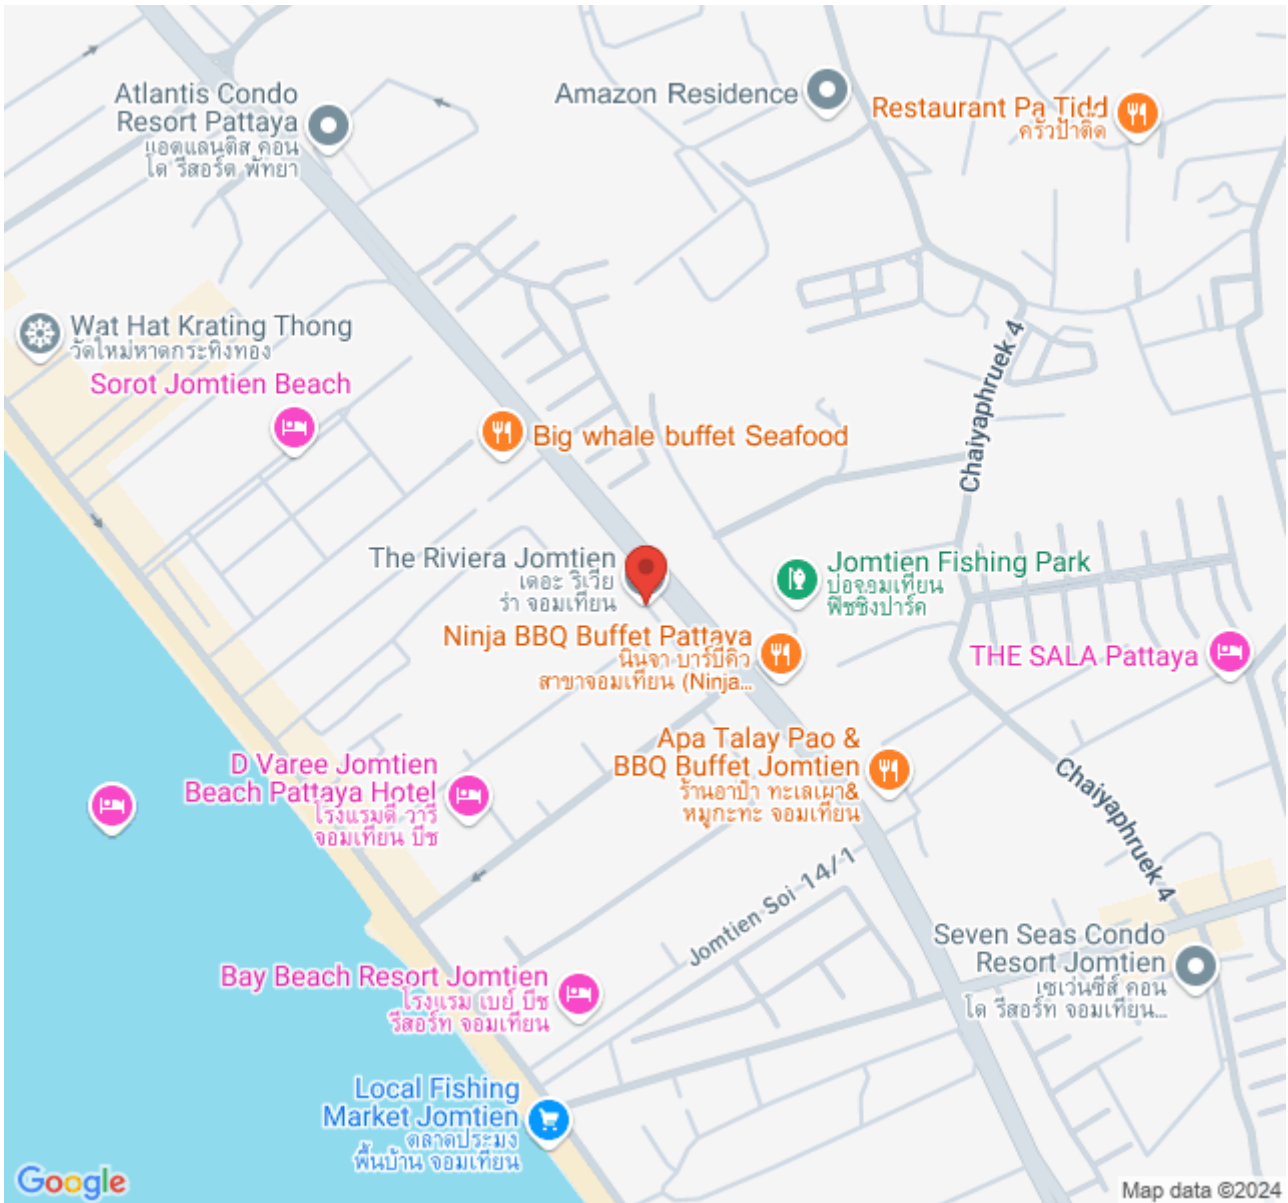 Atlantis Condo
Resort Pattaya
แอตแลนติส คอน
โด รีสอร์ต พัทยา
Amazon Residence
Restaurant Pa Tidd
ครัวป้าติ๊ด
Wat Hat Krating Thong
วัดใหม่หาดกระทิงทอง
Sorot Jomtien Beach
Big whale buffet Seafood
Chaiyaphruek 4
The Riviera Jomtien
เดอะ ริเวีย
ร่า จอมเทียน
Jomtien Fishing Park
บ่อจอมเทียน
ฟิชชิ่งปาร์ค
Ninja BBQ Buffet Pattaya
นินจา บาร์บีคิว
สาขาจอมเทียน (Ninja...
THE SALA Pattaya
Apa Talay Pao &
BBQ Buffet Jomtien
ร้านอาป๋า ทะเลเผา&
หมูกะทะ จอมเทียน
D Varee Jomtien
Beach Pattaya Hotel
โรงแรมดี วารี
จอมเทียน บีช
Chaiyaphruek 4
Jomtien Soi 14/1
Seven Seas Condo
Resort Jomtien
เซเว่นซีส์ คอน
โด รีสอร์ท จอมเทียน...
Bay Beach Resort Jomtien
โรงแรม เบย์ บีช
รีสอร์ท จอมเทียน
Local Fishing
Market Jomtien
ตลาดประมง
พื้นบ้าน จอมเทียน
Google
Map data ©2024